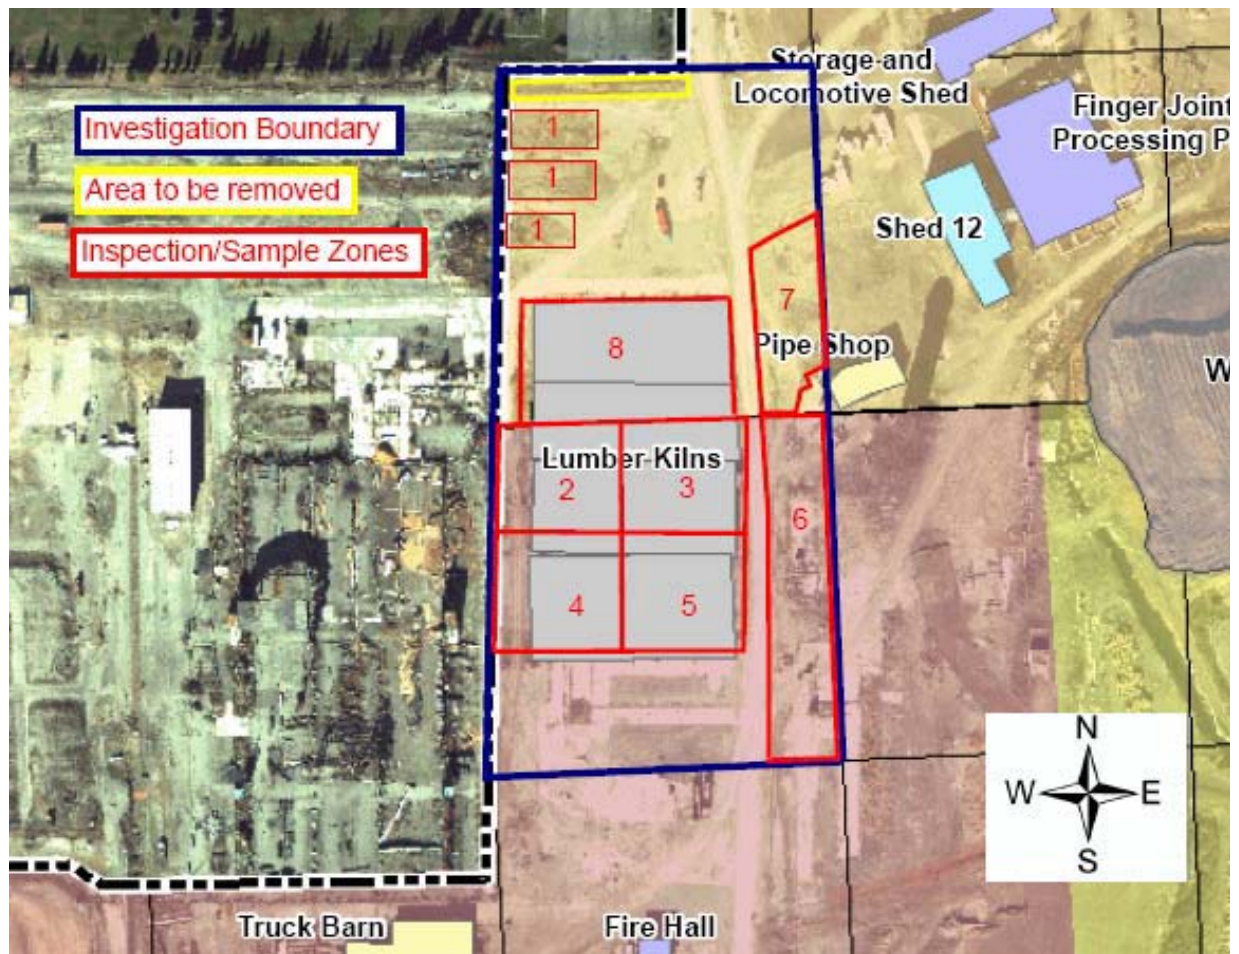 Storage and
Locomotive Shed
Finger Joint
Processing P
Investigation Boundary
1
Area to be removed
1
Shed 12
1
Inspection/Sample Zones
7
8
Pipe Shop
W
Lumber Kilns
2
3
6
4
5
N
W
E
S
Truck Barn
Fire Hall